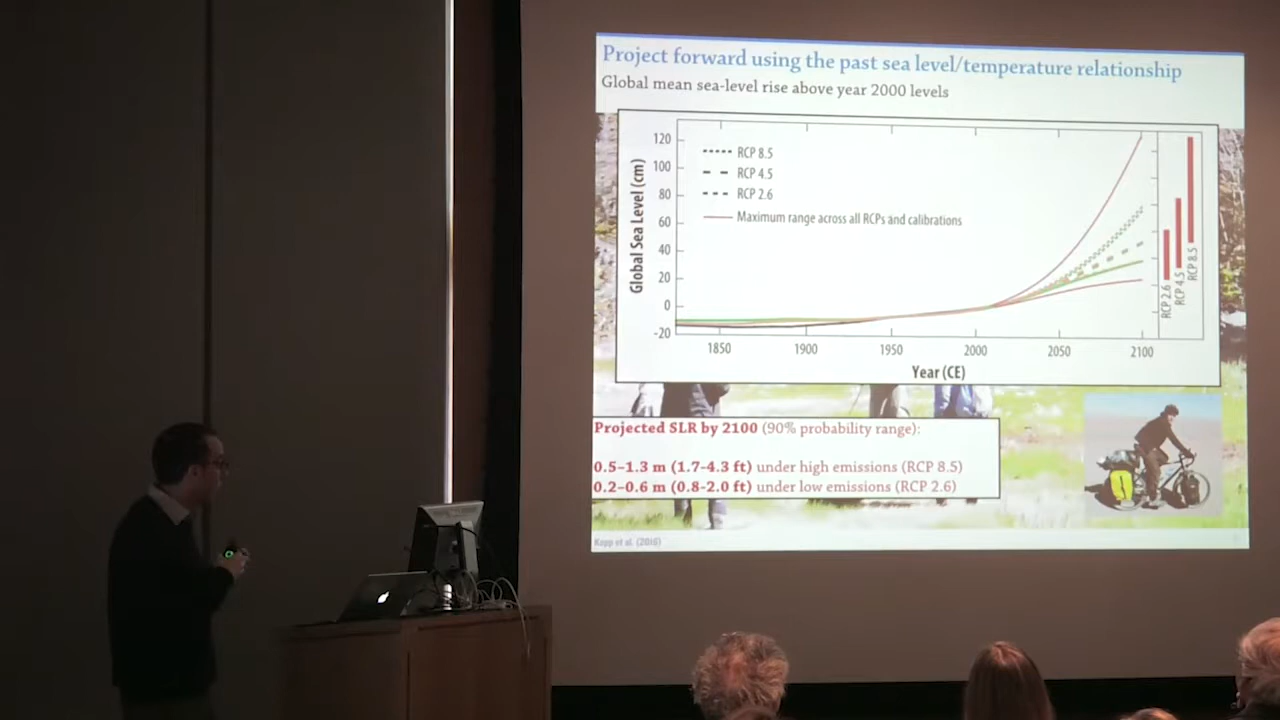 Project forward using the past sea level/temperature relationship
Global mean sea-level rise above year 2000 levels
Global Sea Level (cm)
120
100
80
60
40
20
0
-20
RCP 8.5
RCP 4.5
RCP 2.6
Maximum range across all RCPs and calibrations
RCP 2.6
RCP 4.5
RCP 8.5
1850
1900
1950
2000
2050
2100
Year (CE)
Projected SLR by 2100 (90% probability range):
0.5–1.3 m (1.7-4.3 ft) under high emissions (RCP 8.5)
0.2–0.6 m (0.8-2.0 ft) under low emissions (RCP 2.6)
Kopp et al. (2016)